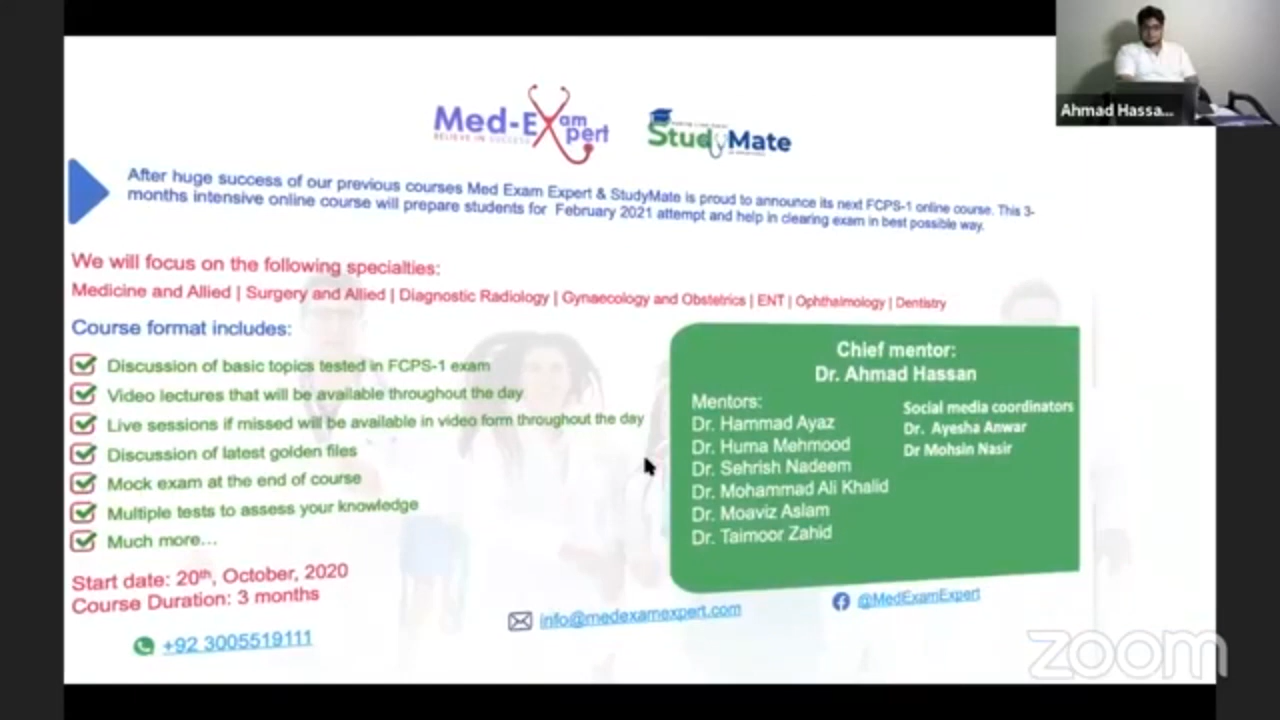 Ahmad Hassa...
Med-Exam Expert
BELIEVE IN SUCCESS
StudyMate
After huge success of our previous courses Med Exam Expert & StudyMate is proud to announce its next FCPS-1 online course. This 3-
months intensive online course will prepare students for February 2021 attempt and help in clearing exam in best possible way.
We will focus on the following specialties:
Medicine and Allied | Surgery and Allied | Diagnostic Radiology | Gynaecology and Obstetrics | ENT | Ophthalmology | Dentistry
Course format includes:
Discussion of basic topics tested in FCPS-1 exam
Video lectures that will be available throughout the day
Live sessions if missed will be available in video form throughout the day
Discussion of latest golden files
Mock exam at the end of course
Multiple tests to assess your knowledge
Much more...
Start date: 20th, October, 2020
Course Duration: 3 months
+92 3005519111
Chief mentor:
Dr. Ahmad Hassan
Mentors:
Dr. Hammad Ayaz
Dr. Huma Mehmood
Dr. Sehrish Nadeem
Dr. Mohammad Ali Khalid
Dr. Moaviz Aslam
Dr. Taimoor Zahid
Social media coordinators
Dr. Ayesha Anwar
Dr Mohsin Nasir
info@medexamexpert.com
@MedExamExpert
zoom